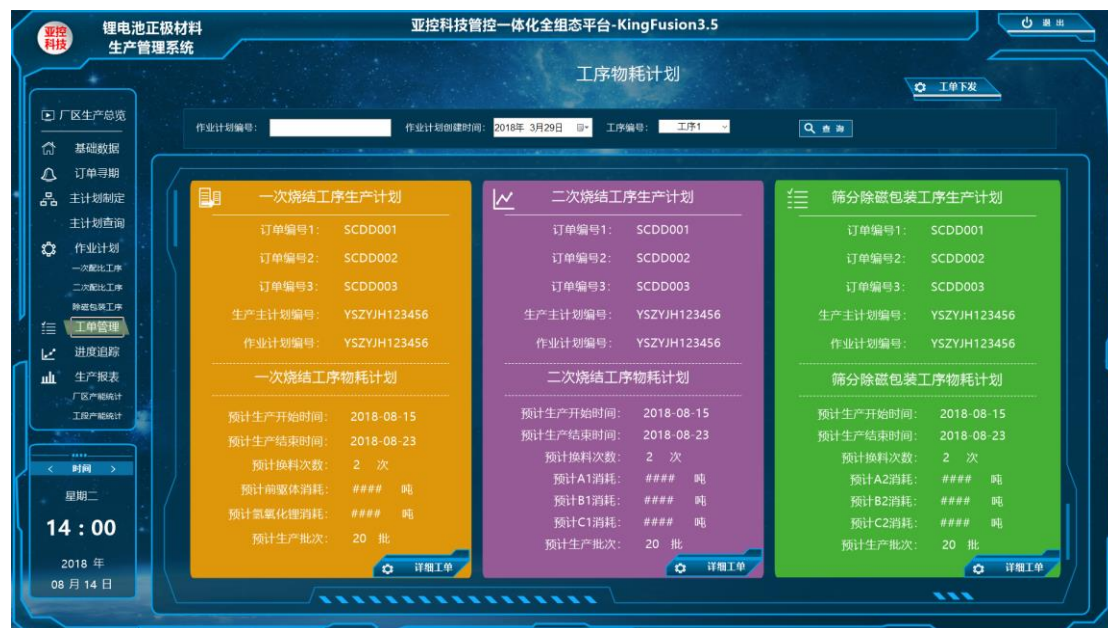 亚控科技
锂电池正极材料
生产管理系统
亚控科技管控一体化全组态平台-KingFusion3.5
退出
工序物耗计划
工单下发
作业计划编号:
作业计划创建时间: 2018年 3月29日
工序编号: 工序1
查询
厂区生产总览
基础数据
订单寻期
主计划制定
主计划查询
作业计划
一次配比工序
二次配比工序
除磁包装工序
工单管理
进度追踪
生产报表
厂区产能统计
工段产能统计
< 时间 >
星期二
14 : 00
2018 年
08 月 14 日
一次烧结工序生产计划
订单编号1: SCDD001
订单编号2: SCDD002
订单编号3: SCDD003
生产主计划编号: YSZYJH123456
作业计划编号: YSZYJH123456
一次烧结工序物耗计划
预计生产开始时间: 2018-08-15
预计生产结束时间: 2018-08-23
预计换料次数: 2 次
预计前驱体消耗: #### 吨
预计氢氧化锂消耗: #### 吨
预计生产批次: 20 批
详细工单
二次烧结工序生产计划
订单编号1: SCDD001
订单编号2: SCDD002
订单编号3: SCDD003
生产主计划编号: YSZYJH123456
作业计划编号: YSZYJH123456
二次烧结工序物耗计划
预计生产开始时间: 2018-08-15
预计生产结束时间: 2018-08-23
预计换料次数: 2 次
预计A1消耗: #### 吨
预计B1消耗: #### 吨
预计C1消耗: #### 吨
预计生产批次: 20 批
详细工单
筛分除磁包装工序生产计划
订单编号1: SCDD001
订单编号2: SCDD002
订单编号3: SCDD003
生产主计划编号: YSZYJH123456
作业计划编号: YSZYJH123456
筛分除磁包装工序物耗计划
预计生产开始时间: 2018-08-15
预计生产结束时间: 2018-08-23
预计换料次数: 2 次
预计A2消耗: #### 吨
预计B2消耗: #### 吨
预计C2消耗: #### 吨
预计生产批次: 20 批
详细工单